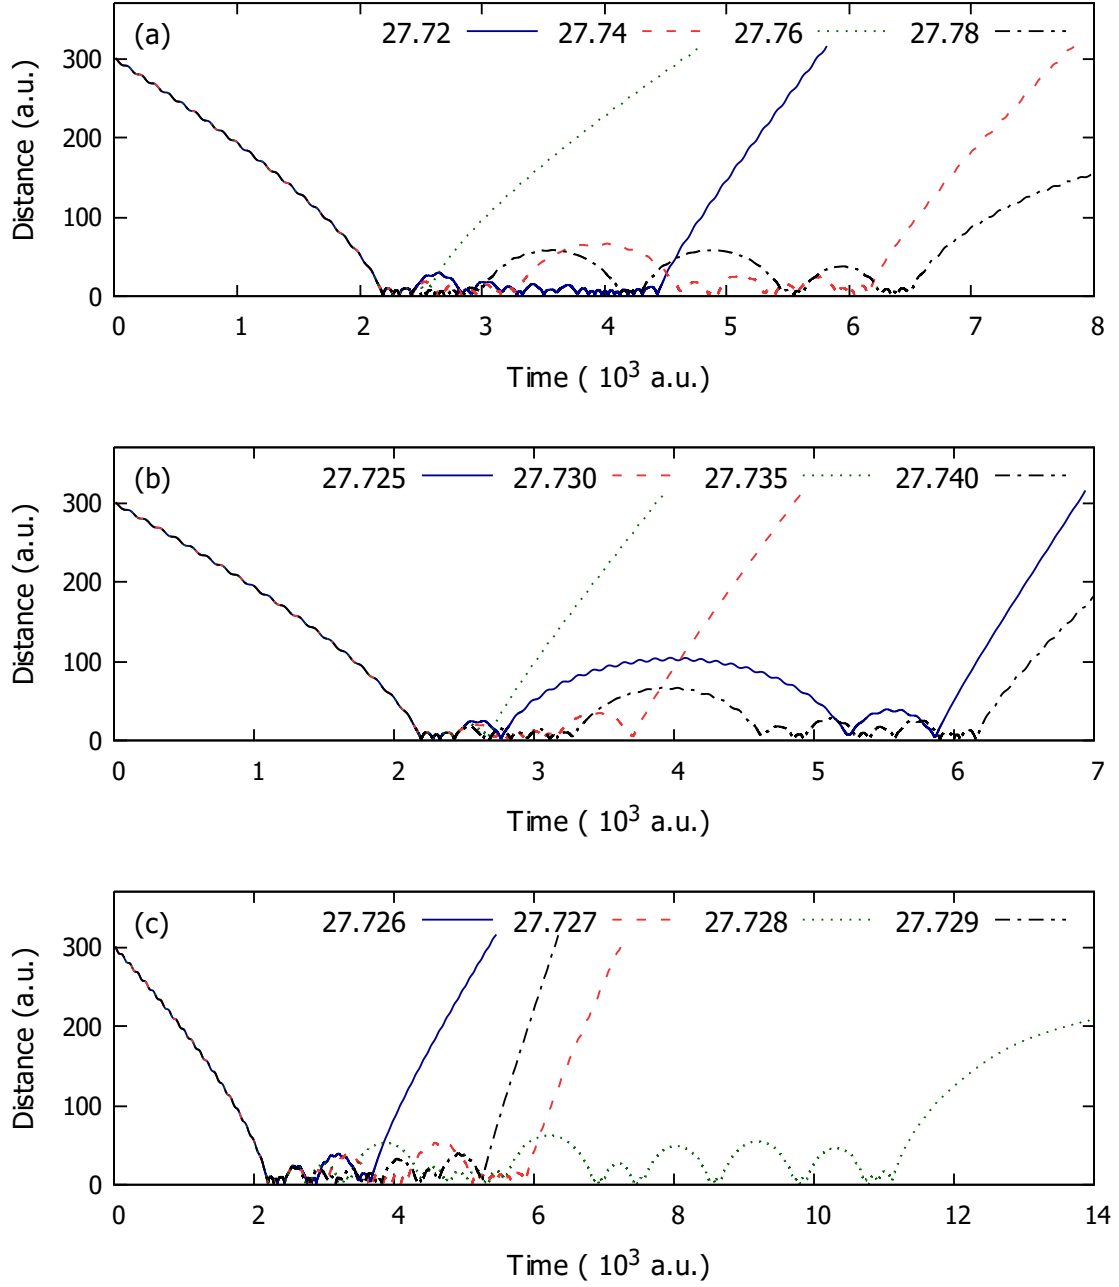 (a) 27.72 27.74 27.76 27.78
300
200
100
0
Distance (a.u.)
0 1 2 3 4 5 6 7 8
Time ( 10³ a.u.)
(b) 27.725 27.730 27.735 27.740
300
200
100
0
Distance (a.u.)
0 1 2 3 4 5 6 7
Time ( 10³ a.u.)
(c) 27.726 27.727 27.728 27.729
300
200
100
0
Distance (a.u.)
0 2 4 6 8 10 12 14
Time ( 10³ a.u.)